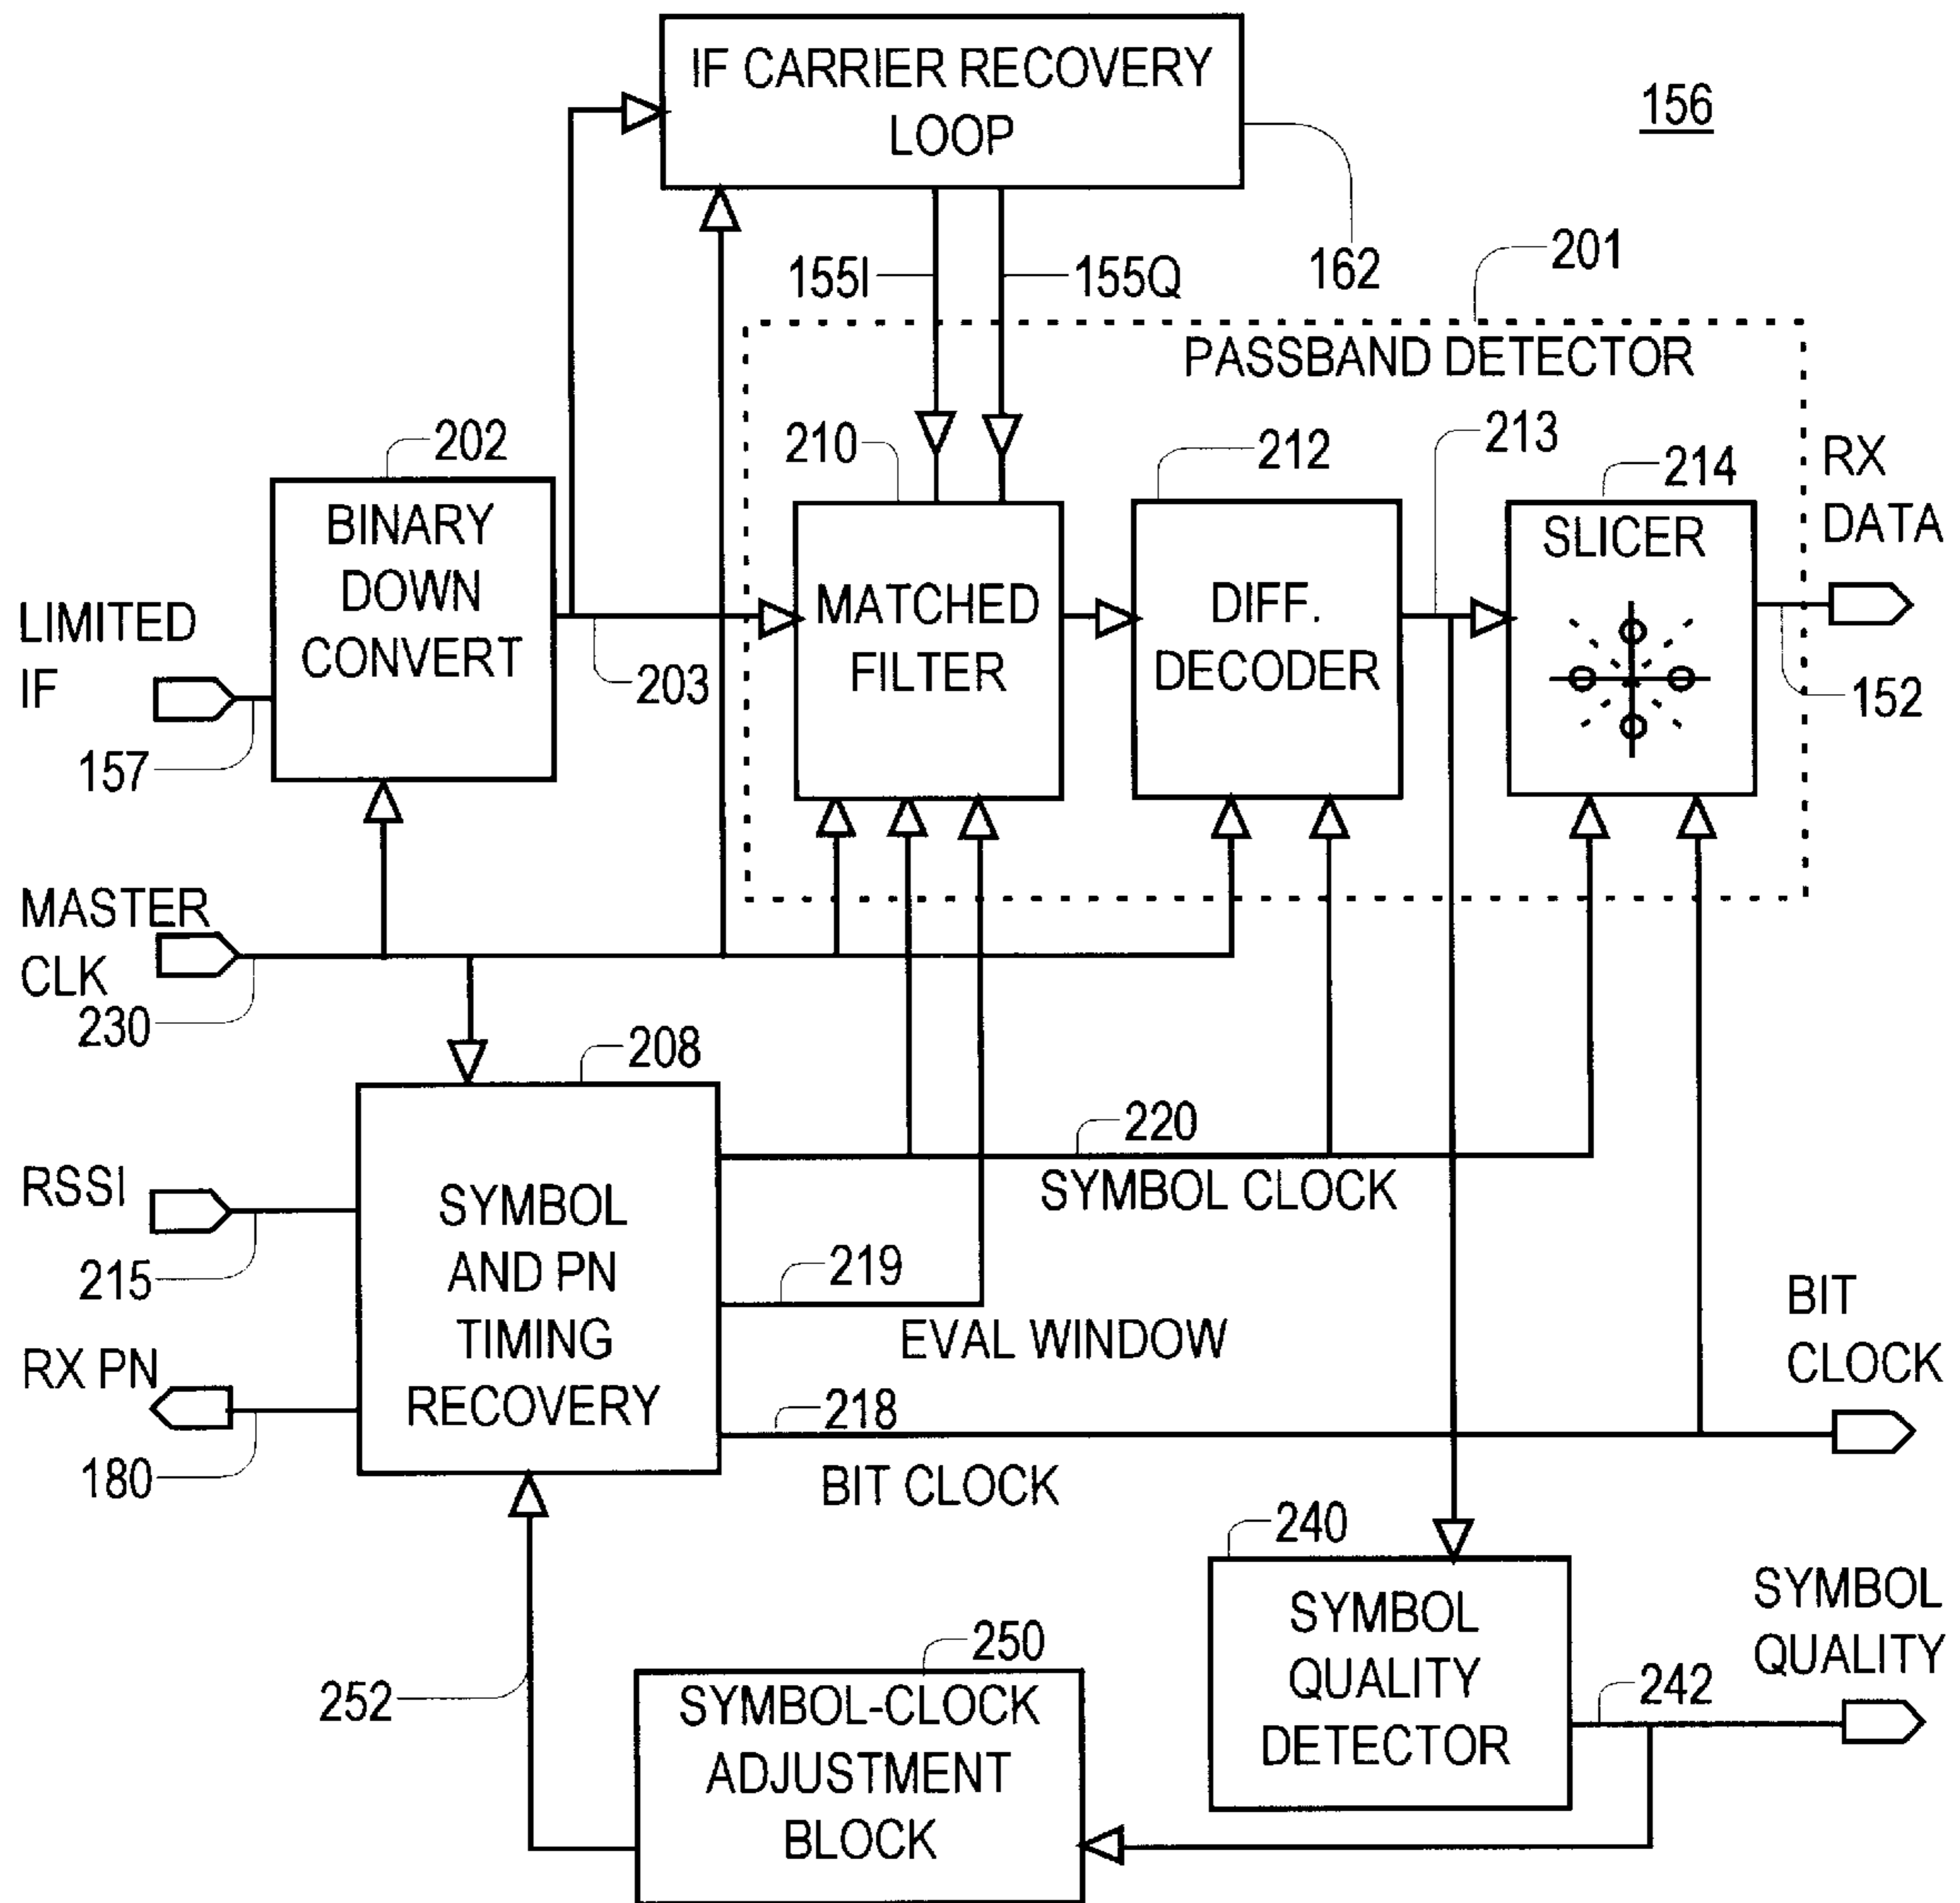 IF CARRIER RECOVERY
LOOP
156
162
155I
155Q
201
PASSBAND DETECTOR
202
BINARY
DOWN
CONVERT
LIMITED
IF
157
203
210
MATCHED
FILTER
212
DIFF.
DECODER
213
214
SLICER
RX
DATA
152
MASTER
CLK
230
208
SYMBOL
AND PN
TIMING
RECOVERY
RSSI
215
RX PN
180
220
SYMBOL CLOCK
219
EVAL WINDOW
218
BIT CLOCK
BIT
CLOCK
240
SYMBOL
QUALITY
DETECTOR
SYMBOL
QUALITY
242
250
SYMBOL-CLOCK
ADJUSTMENT
BLOCK
252